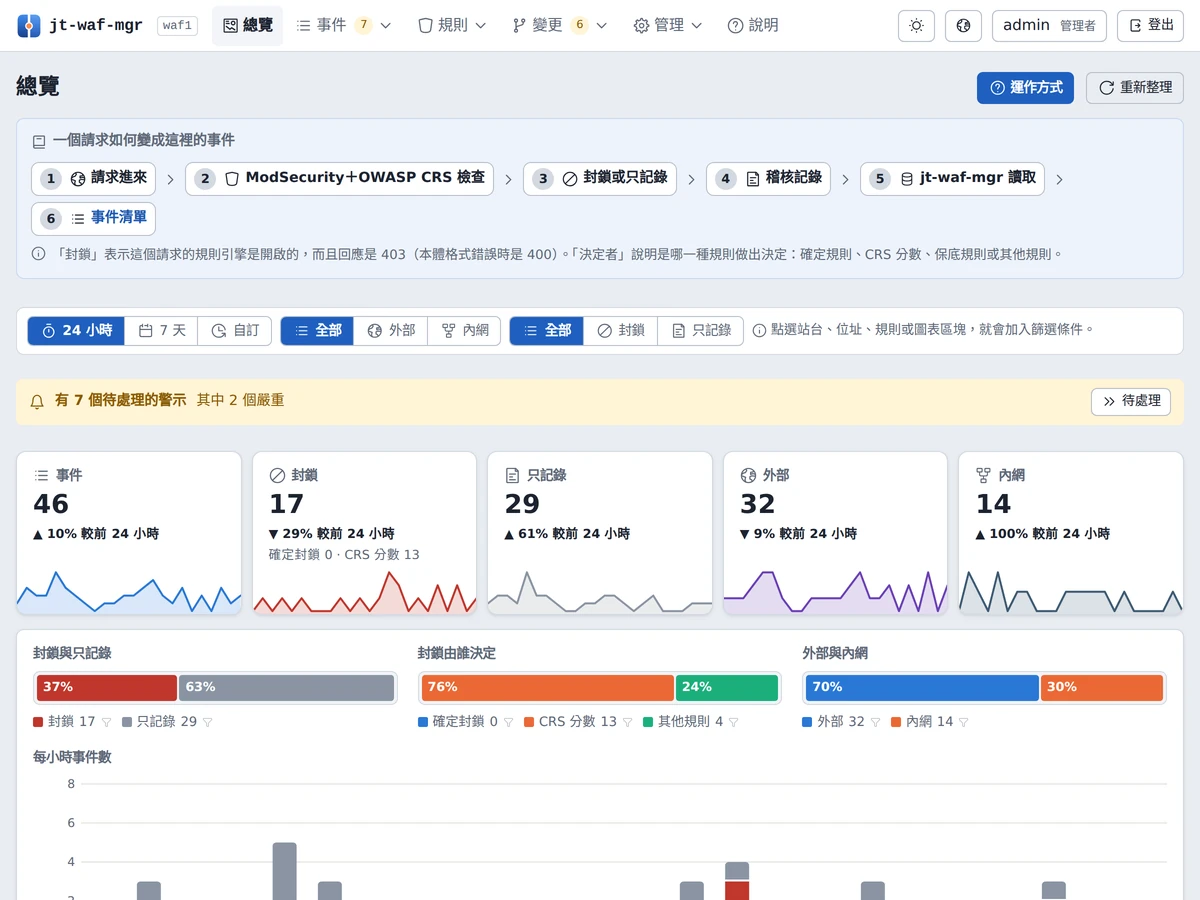 jt-waf-mgr waf1 總覽 事件 7 規則 變更 6 管理 說明 admin 管理者 登出
總覽
運作方式 重新整理
一個請求如何變成這裡的事件
1 請求進來 2 ModSecurity+OWASP CRS 檢查 3 封鎖或只記錄 4 稽核記錄 5 jt-waf-mgr 讀取
6 事件清單
「封鎖」表示這個請求的規則引擎是開啟的,而且回應是 403(本體格式錯誤時是 400)。「決定者」說明是哪一種規則做出決定:確定規則、CRS 分數、保底規則或其他規則。
24 小時 7 天 自訂 全部 外部 內網 全部 封鎖 只記錄 點選站台、位址、規則或圖表區塊,就會加入篩選條件。
有 7 個待處理的警示 其中 2 個嚴重 待處理
事件 封鎖 只記錄 外部 內網
46 17 29 32 14
▲ 10% 較前 24 小時 ▼ 29% 較前 24 小時 ▲ 61% 較前 24 小時 ▼ 9% 較前 24 小時 ▲ 100% 較前 24 小時
確定封鎖 0 · CRS 分數 13
封鎖與只記錄 封鎖由誰決定 外部與內網
37% 63% 76% 24% 70% 30%
封鎖 17 只記錄 29 確定封鎖 0 CRS 分數 13 其他規則 4 外部 32 內網 14
每小時事件數
8
6
4
2